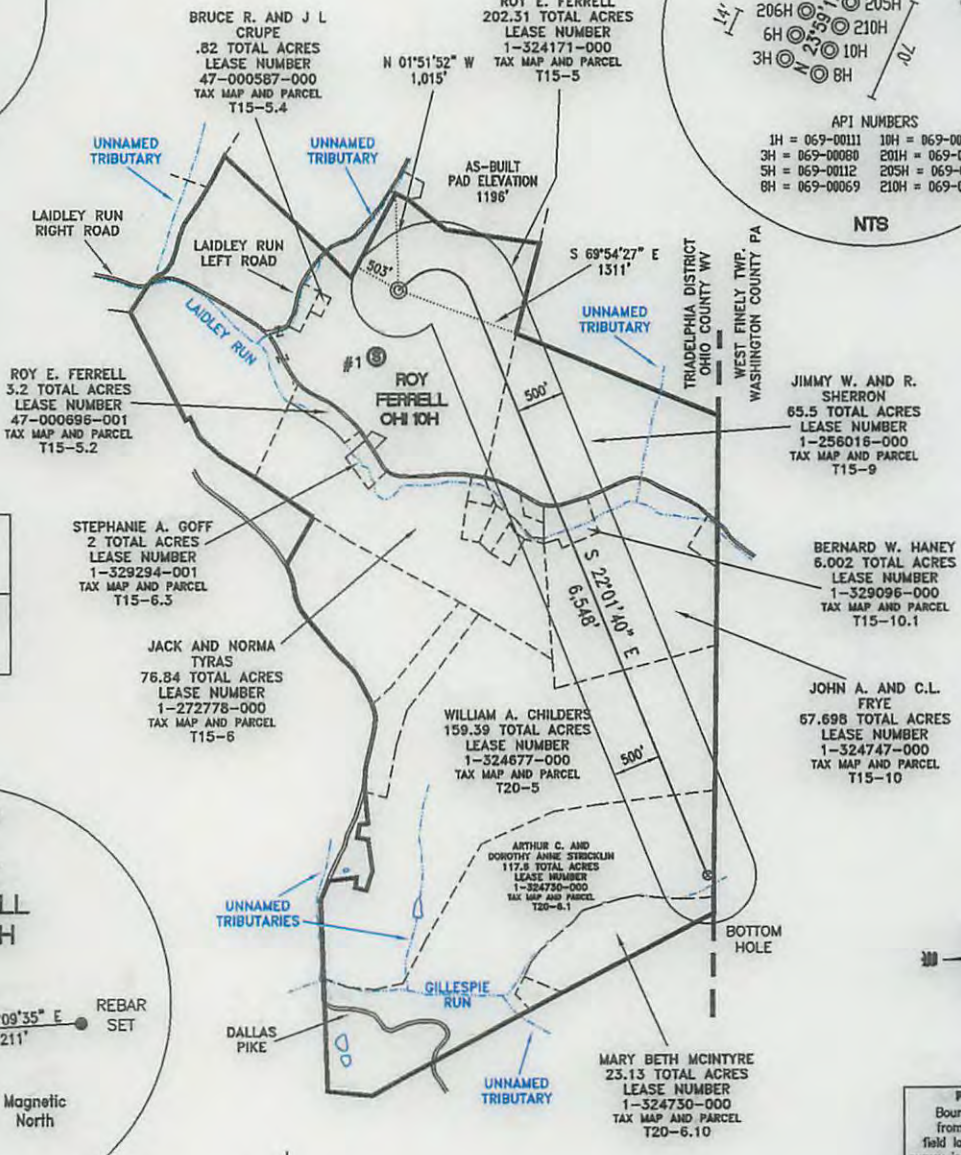 BRUCE R. AND J L
CRUPE
.82 TOTAL ACRES
LEASE NUMBER
47-000587-000
TAX MAP AND PARCEL
T15-5.4
N 01°51'52" W
1,015'
ROY E. FERRELL
202.31 TOTAL ACRES
LEASE NUMBER
1-324171-000
TAX MAP AND PARCEL
T15-5
14'
206H
205H
6H
210H
3H
10H
8H
70'
API NUMBERS
1H = 069-00111 10H = 069-00
3H = 069-00080 201H = 069-0
5H = 069-00112 205H = 069-0
8H = 069-00069 210H = 069-0
NTS
UNNAMED
TRIBUTARY
UNNAMED
TRIBUTARY
AS-BUILT
PAD ELEVATION
1196'
LAIDLEY RUN
RIGHT ROAD
LAIDLEY RUN
LEFT ROAD
503'
S 69°54'27" E
1311'
UNNAMED
TRIBUTARY
TRIADELPHIA DISTRICT
OHIO COUNTY WV
WEST FINELY TWP.
WASHINGTON COUNTY PA
LAIDLEY RUN
#1 S
ROY
FERRELL
OHI 10H
500'
ROY E. FERRELL
3.2 TOTAL ACRES
LEASE NUMBER
47-000696-001
TAX MAP AND PARCEL
T15-5.2
JIMMY W. AND R.
SHERRON
65.5 TOTAL ACRES
LEASE NUMBER
1-256016-000
TAX MAP AND PARCEL
T15-9
STEPHANIE A. GOFF
2 TOTAL ACRES
LEASE NUMBER
1-329294-001
TAX MAP AND PARCEL
T15-6.3
S 22°01'40" E
6,548'
BERNARD W. HANEY
6.002 TOTAL ACRES
LEASE NUMBER
1-329096-000
TAX MAP AND PARCEL
T15-10.1
JACK AND NORMA
TYRAS
76.84 TOTAL ACRES
LEASE NUMBER
1-272778-000
TAX MAP AND PARCEL
T15-6
WILLIAM A. CHILDERS
159.39 TOTAL ACRES
LEASE NUMBER
1-324677-000
TAX MAP AND PARCEL
T20-5
500'
JOHN A. AND C.L.
FRYE
67.698 TOTAL ACRES
LEASE NUMBER
1-324747-000
TAX MAP AND PARCEL
T15-10
ARTHUR C. AND
DOROTHY ANNE STRICKLIN
117.6 TOTAL ACRES
LEASE NUMBER
1-324730-000
TAX MAP AND PARCEL
T20-6.1
UNNAMED
TRIBUTARIES
BOTTOM
HOLE
GILLESPIE
RUN
LL
H
09'35" E
211'
REBAR
SET
DALLAS
PIKE
Magnetic
North
UNNAMED
TRIBUTARY
MARY BETH MCINTYRE
23.13 TOTAL ACRES
LEASE NUMBER
1-324730-000
TAX MAP AND PARCEL
T20-6.10
Boun
from
field lo